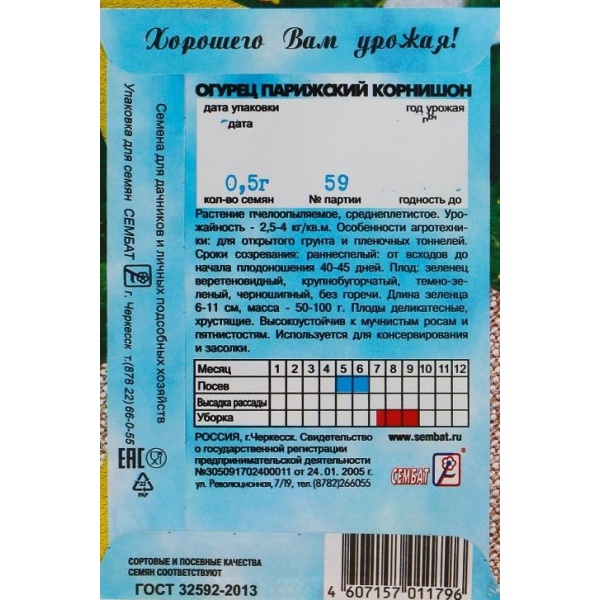 Хорошего Вам урожая!
ОГУРЕЦ ПАРИЖСКИЙ КОРНИШОН
дата упаковки год урожая
дата
0,5г 59
кол-во семян № партии годность до
Растение пчелоопыляемое, среднеплетистое. Уро-
жайность - 2,5-4 кг/кв.м. Особенности агротехни-
ки: для открытого грунта и пленочных тоннелей.
Сроки созревания: раннеспелый: от всходов до
начала плодоношения 40-45 дней. Плод: зеленец
веретеновидный, крупнобугорчатый, темно-зе-
леный, черношипный, без горечи. Длина зеленца
6-11 см, масса - 50-100 г. Плоды деликатесные,
хрустящие. Высокоустойчив к мучнистым росам и
пятнистостям. Используется для консервирования
и засолки.
Месяц 1 2 3 4 5 6 7 8 9 10 11 12
Посев
Высадка рассады
Уборка
РОССИЯ, г.Черкесск. Свидетельство
о государственной регистрации
предпринимательской деятельности
№305091702400011 от 24. 01. 2005 г.
ул. Революционная, 7/19, тел.(8782)266055
www.sembat.ru
СЕМБАТ
Семена для дачников и личных подсобных хозяйств
Упаковка для семян СЕМБАТ г. Черкесск т.(878 22)66-0-55
EAC
22
PAP
СОРТОВЫЕ И ПОСЕВНЫЕ КАЧЕСТВА
СЕМЯН СООТВЕТСТВУЮТ
ГОСТ 32592-2013
4 607157 011796